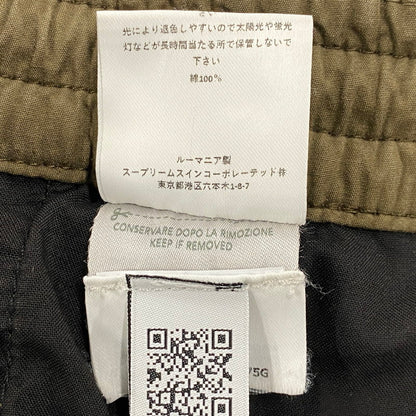 光により退色しやすいので太陽光や蛍光
灯などが長時間当たる所で保管しないで
下さい
綿100%
ルーマニア製
スープリームスインコーポレーテッド㈱
東京都港区六本木1-8-7
CONSERVARE DOPO LA RIMOZIONE
KEEP IF REMOVED
75G